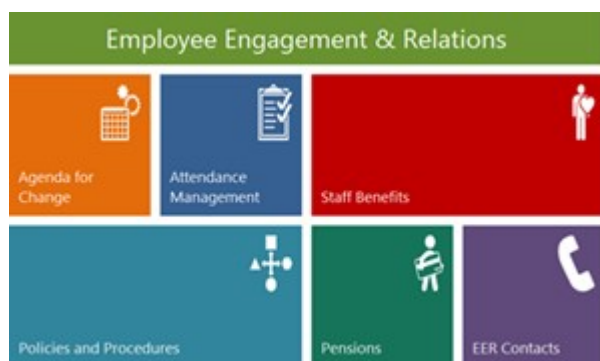 Employee Engagement & Relations
Agenda for
Change
Attendance
Management
Staff Benefits
Policies and Procedures
Pensions
EER Contacts